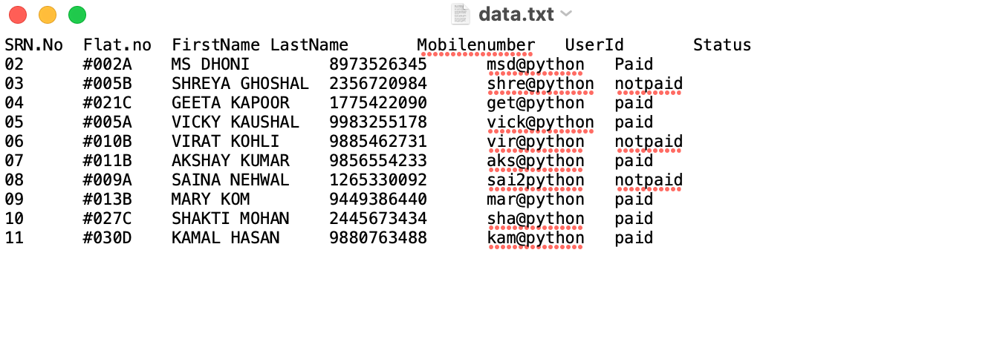 data.txt
SRN.No Flat.no FirstName LastName Mobilenumber UserId Status
02 #002A MS DHONI 8973526345 msd@python Paid
03 #005B SHREYA GHOSHAL 2356720984 shre@python notpaid
04 #021C GEETA KAPOOR 1775422090 get@python paid
05 #005A VICKY KAUSHAL 9983255178 vick@python paid
06 #010B VIRAT KOHLI 9885462731 vir@python notpaid
07 #011B AKSHAY KUMAR 9856554233 aks@python paid
08 #009A SAINA NEHWAL 1265330092 sai2python notpaid
09 #013B MARY KOM 9449386440 mar@python paid
10 #027C SHAKTI MOHAN 2445673434 sha@python paid
11 #030D KAMAL HASAN 9880763488 kam@python paid